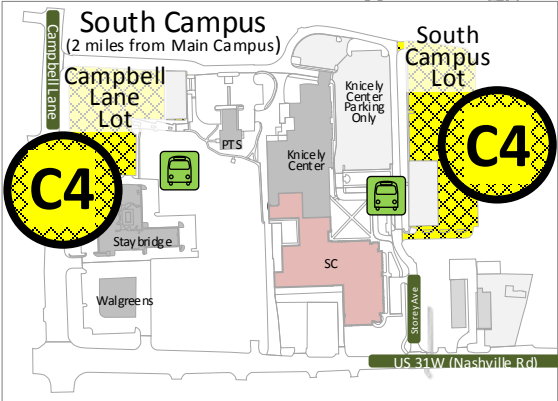 South Campus
(2 miles from Main Campus)
Campbell Lane
Campbell
Lane
Lot
South
Campus
Lot
Knicely
Center
Parking
Only
PTS
Knicely
Center
C4
C4
Staybridge
SC
Walgreens
Storey Ave
US 31W (Nashville Rd)